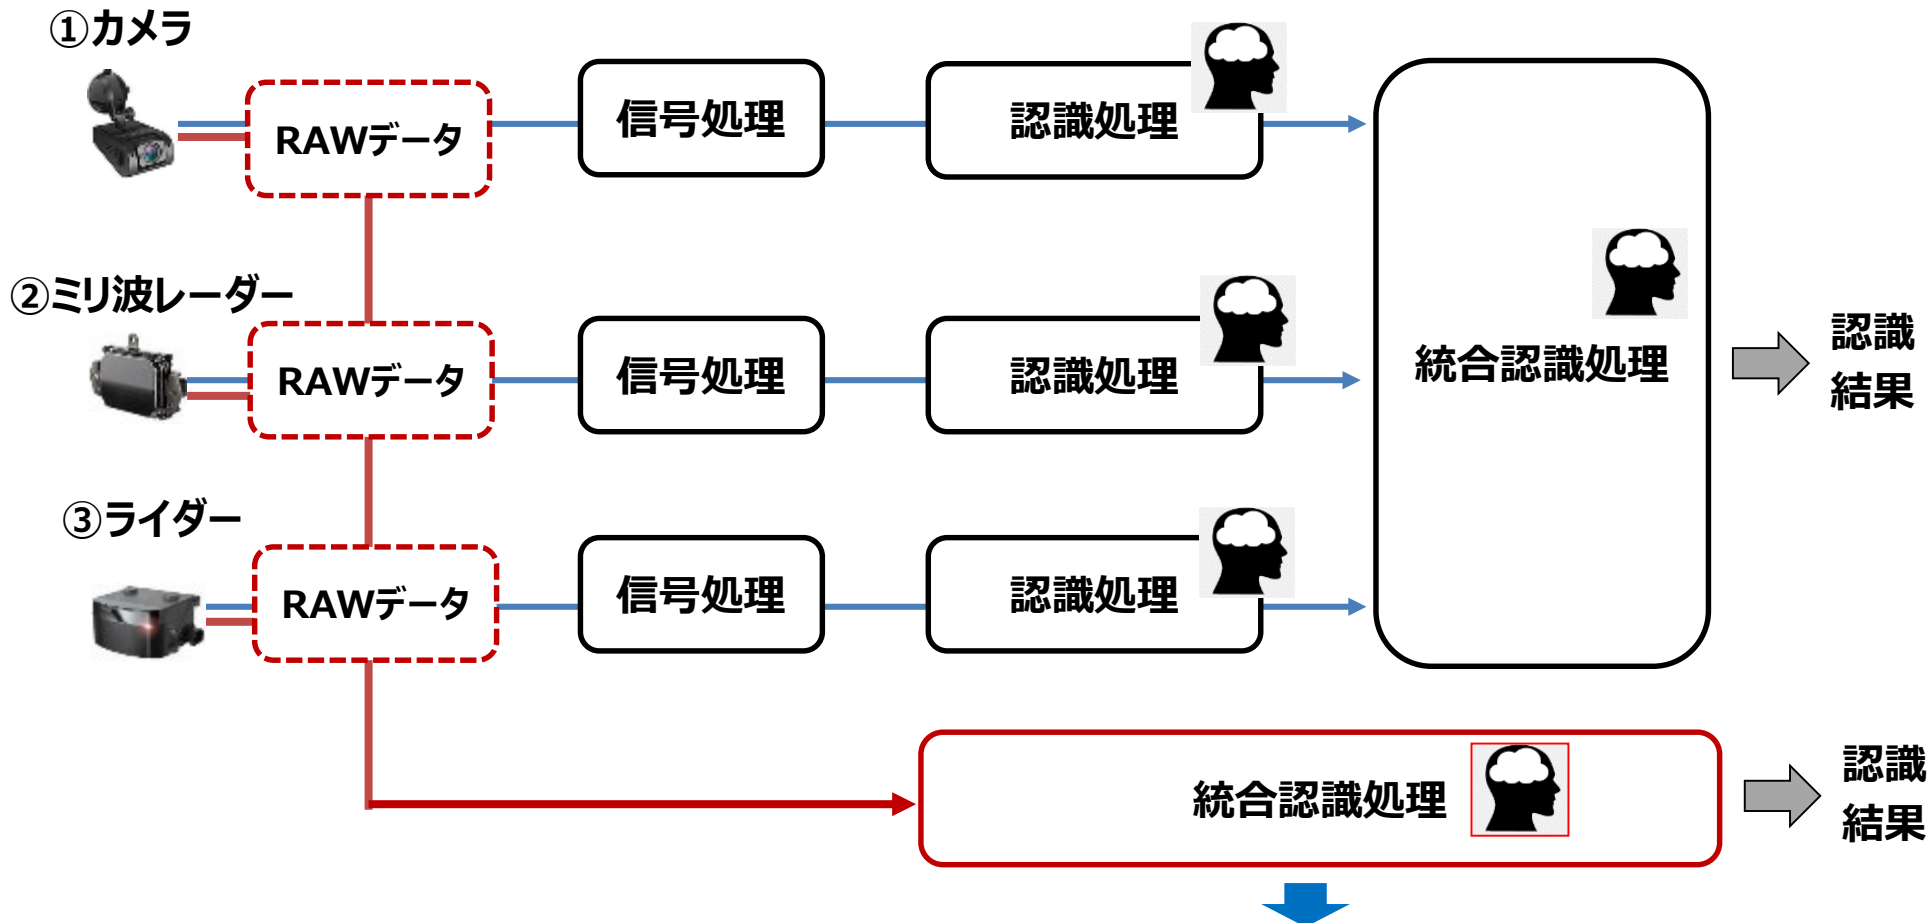 ①カメラ
RAWデータ
信号処理
認識処理
②ミリ波レーダー
RAWデータ
信号処理
認識処理
③ライダー
RAWデータ
信号処理
認識処理
統合認識処理
認識
結果
統合認識処理
認識
結果